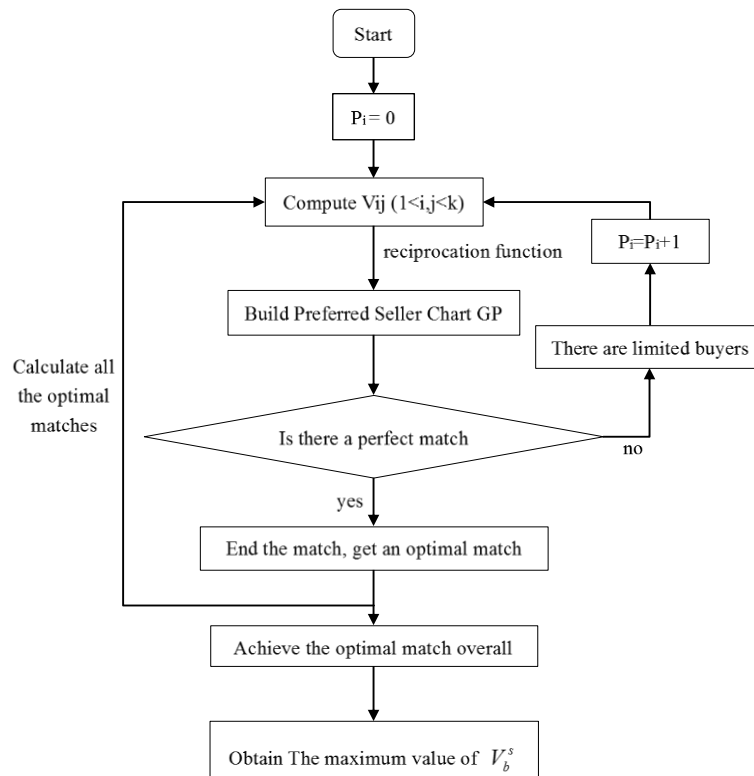 Start
Pi = 0
Compute Vij (1<i,j<k)
reciprocation function
Pi=Pi+1
Build Preferred Seller Chart GP
There are limited buyers
Calculate all
the optimal
matches
Is there a perfect match
no
yes
End the match, get an optimal match
Achieve the optimal match overall
Obtain The maximum value of V_b^s